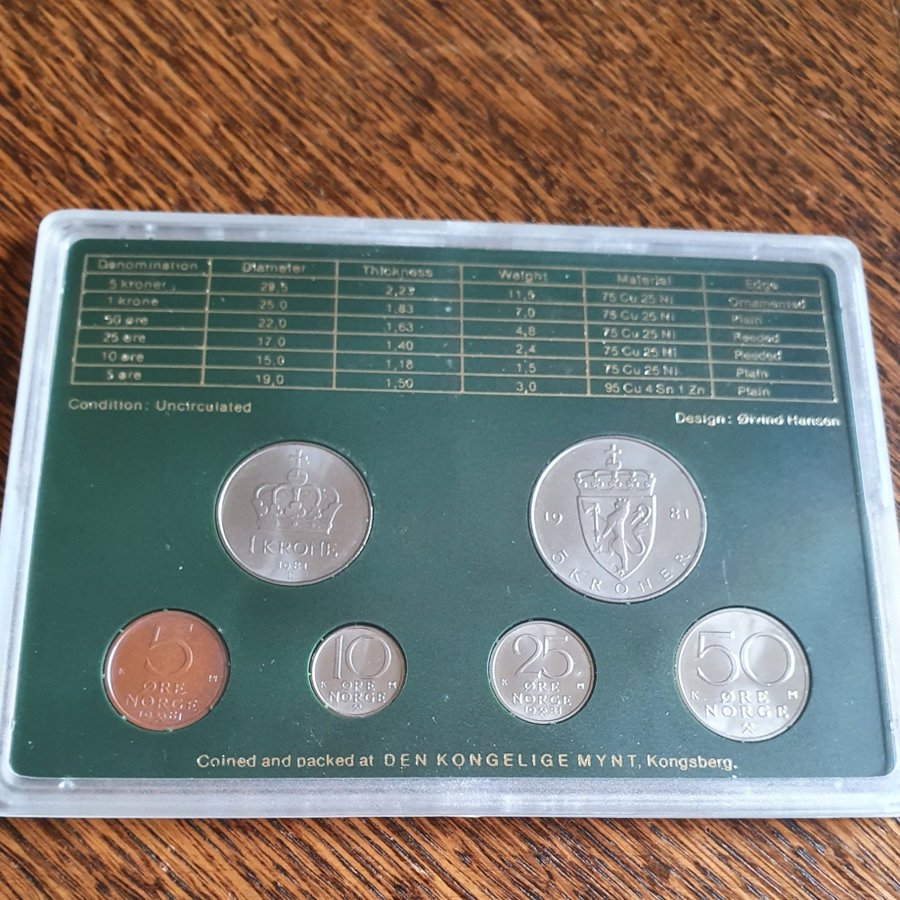 Denomination Diameter Thickness Weight Material Edge
5 kroner 29,5 11,5 75 Cu 25 Ni Ornamented
1 krone 25,0 1,83 7,0 75 Cu 25 Ni Plain
50 øre 22,0 1,63 4,8 75 Cu 25 Ni Reeded
25 øre 17,0 1,40 2,4 75 Cu 25 Ni Reeded
10 øre 15,0 1,18 1,5 75 Cu 25 Ni Plain
5 øre 19,0 1,50 3,0 95 Cu 4 Sn 1 Zn Plain
Condition: Uncirculated
Design: Øivind Hansen
1 KRONE
1981
K
19 81
5 KRONER
5
K M
ØRE
NORGE
1981
10
K M
ØRE
NORGE
25
K M
ØRE
NORGE
1981
50
K M
ØRE
NORGE
Coined and packed at DEN KONGELIGE MYNT, Kongsberg.